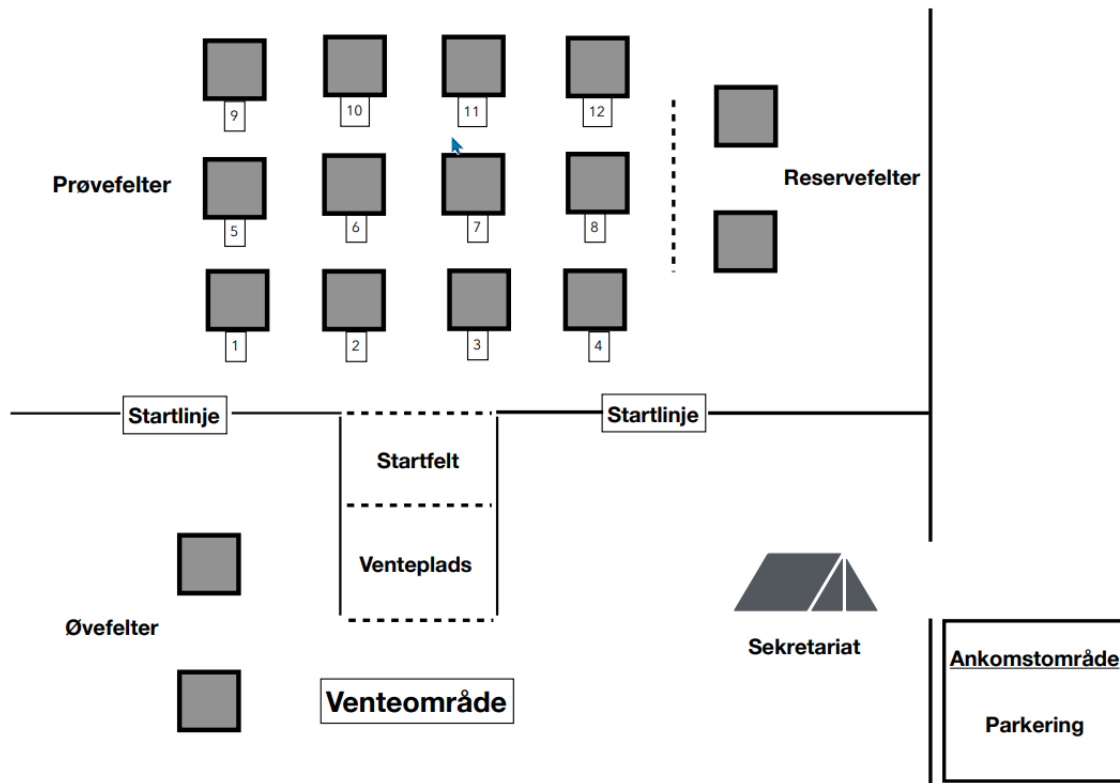 9
10
11
12
Prøvefelter
Reservefelter
5
6
7
8
1
2
3
4
Startlinje
Startlinje
Startfelt
Venteplads
Øvefelter
Sekretariat
Ankomstområde
Venteområde
Parkering